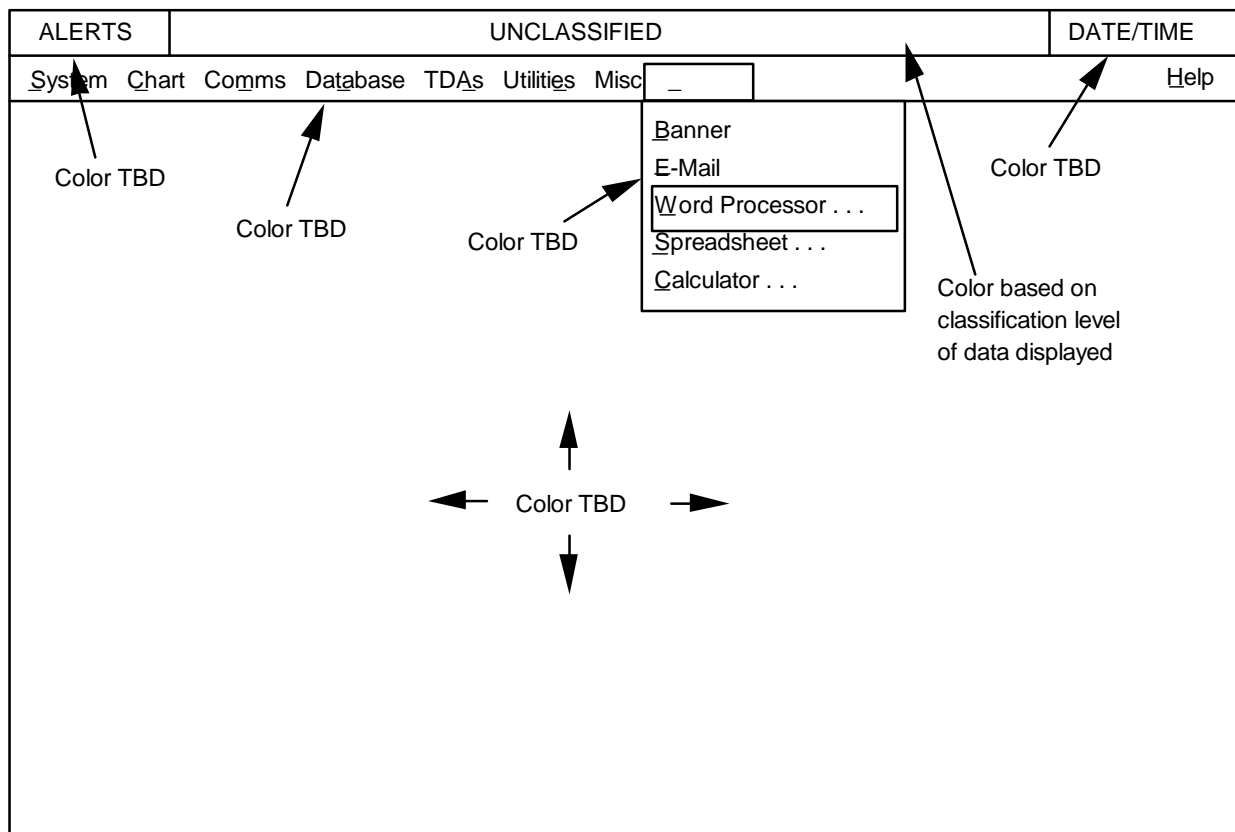 ALERTS UNCLASSIFIED DATE/TIME
System Chart Comms Database TDAs Utilities Misc _ Help
Banner
E-Mail
Word Processor . . .
Spreadsheet . . .
Calculator . . .
Color TBD
Color TBD
Color TBD
Color TBD
Color based on
classification level
of data displayed
Color TBD